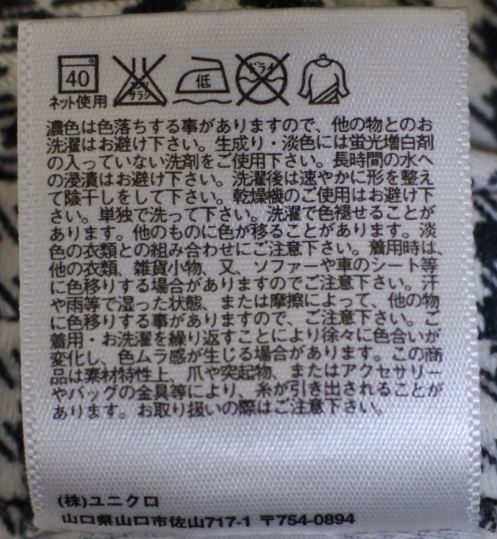 40
ネット使用
エンソ
サラシ
低
ドライ
濃色は色落ちする事がありますので、他の物とのお
洗濯はお避け下さい。生成り・淡色には蛍光増白剤
の入っていない洗剤をご使用下さい。長時間の水へ
の浸漬はお避け下さい。洗濯後は速やかに形を整え
て陰干しをして下さい。乾燥機のご使用はお避け下
さい。単独で洗って下さい。洗濯で色褪せることが
あります。他のものに色が移ることがあります。淡
色の衣類との組み合わせにご注意下さい。着用時は、
他の衣類、雑貨小物、又、ソファーや車のシート等
に色移りする場合がありますのでご注意下さい。汗
や雨等で湿った状態、または摩擦によって、他の物
に色移りする事がありますので、ご注意下さい。ご
着用・お洗濯を繰り返すことにより徐々に色合いが
変化し、色ムラ感が生じる場合があります。この商
品は素材特性上、爪や突起物、またはアクセサリー
やバッグの金具等により、糸が引き出されることが
あります。お取り扱いの際はご注意下さい。
(株)ユニクロ
山口県山口市佐山717-1 〒754-0894